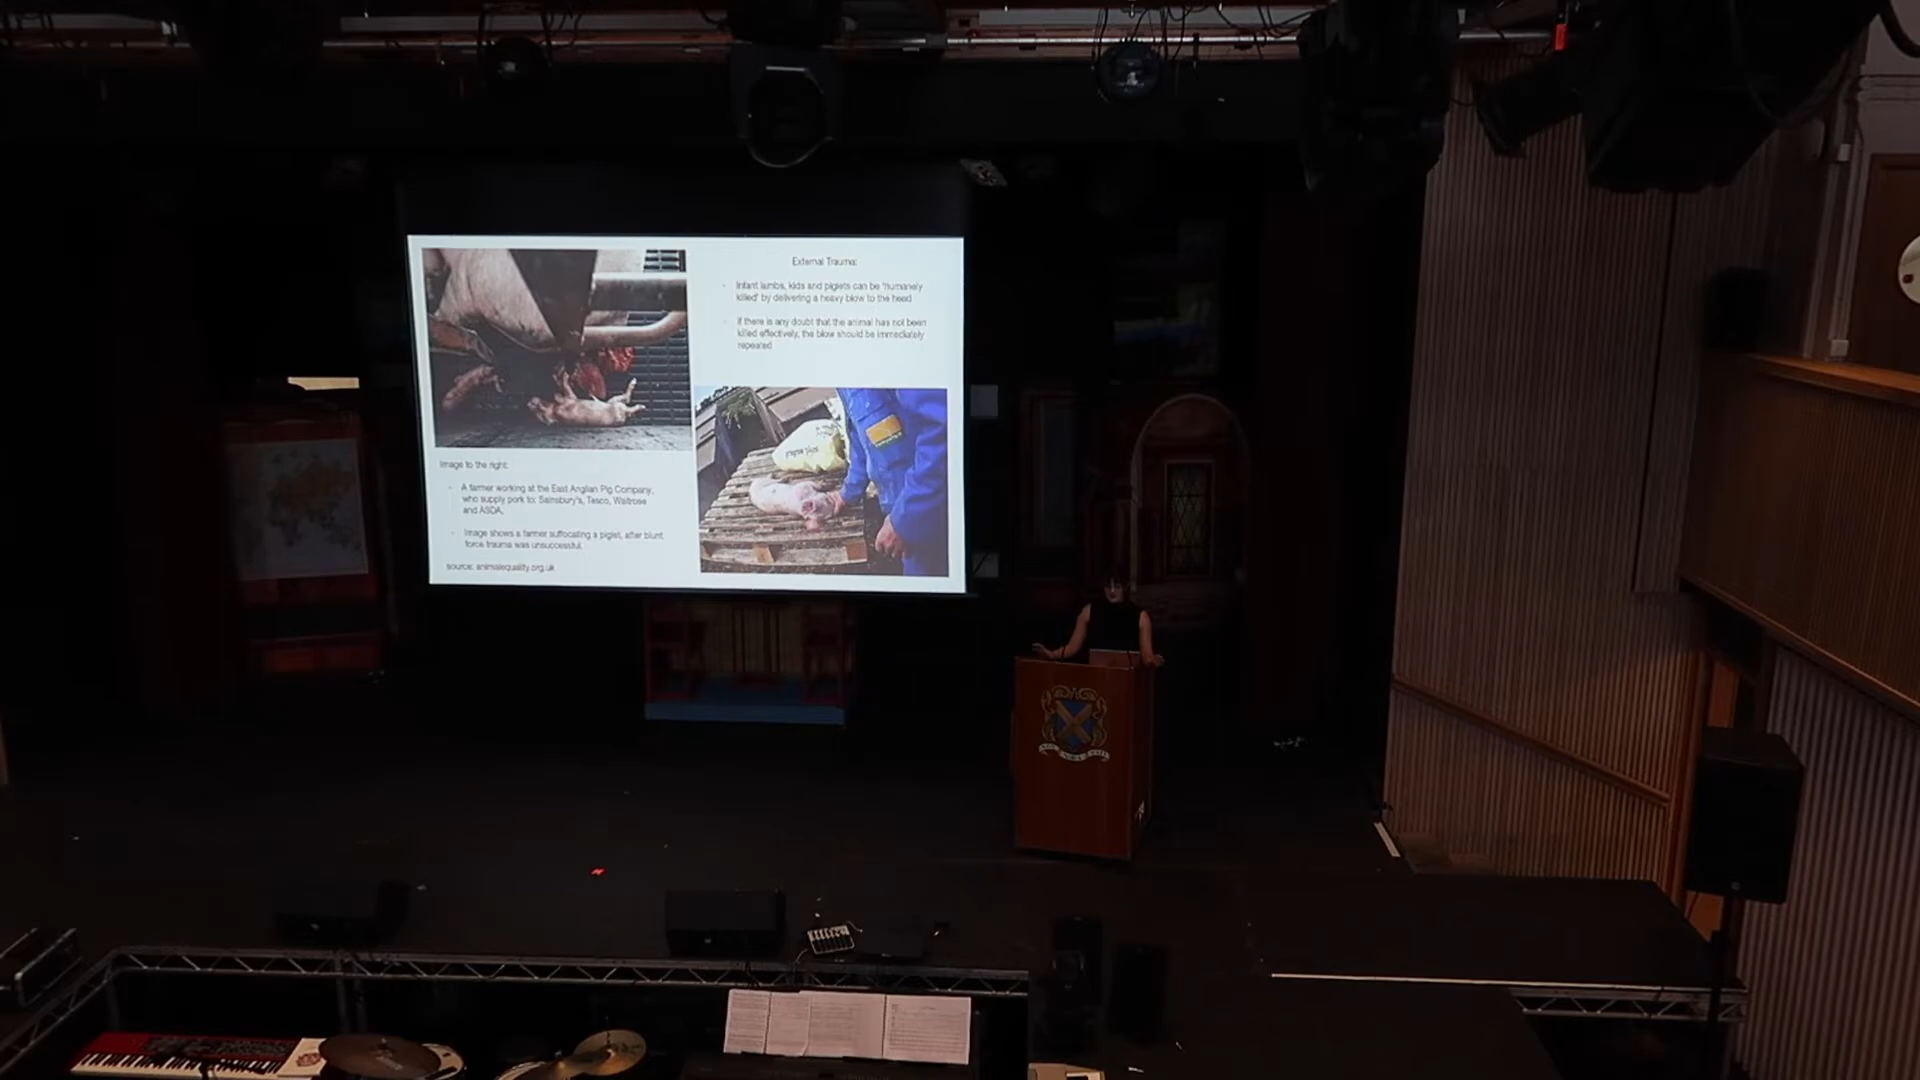 External Trauma:
Infant lambs, kids and piglets can be 'humanely
killed' by delivering a heavy blow to the head
If there is any doubt that the animal has not been
killed effectively, the blow should be immediately
repeated
Image to the right:
A farmer working at the East Anglian Pig Company,
who supply pork to: Sainsbury's, Tesco, Waitrose
and ASDA.
Image shows a farmer suffocating a piglet, after blunt
force trauma was unsuccessful.
source: animalequality.org.uk